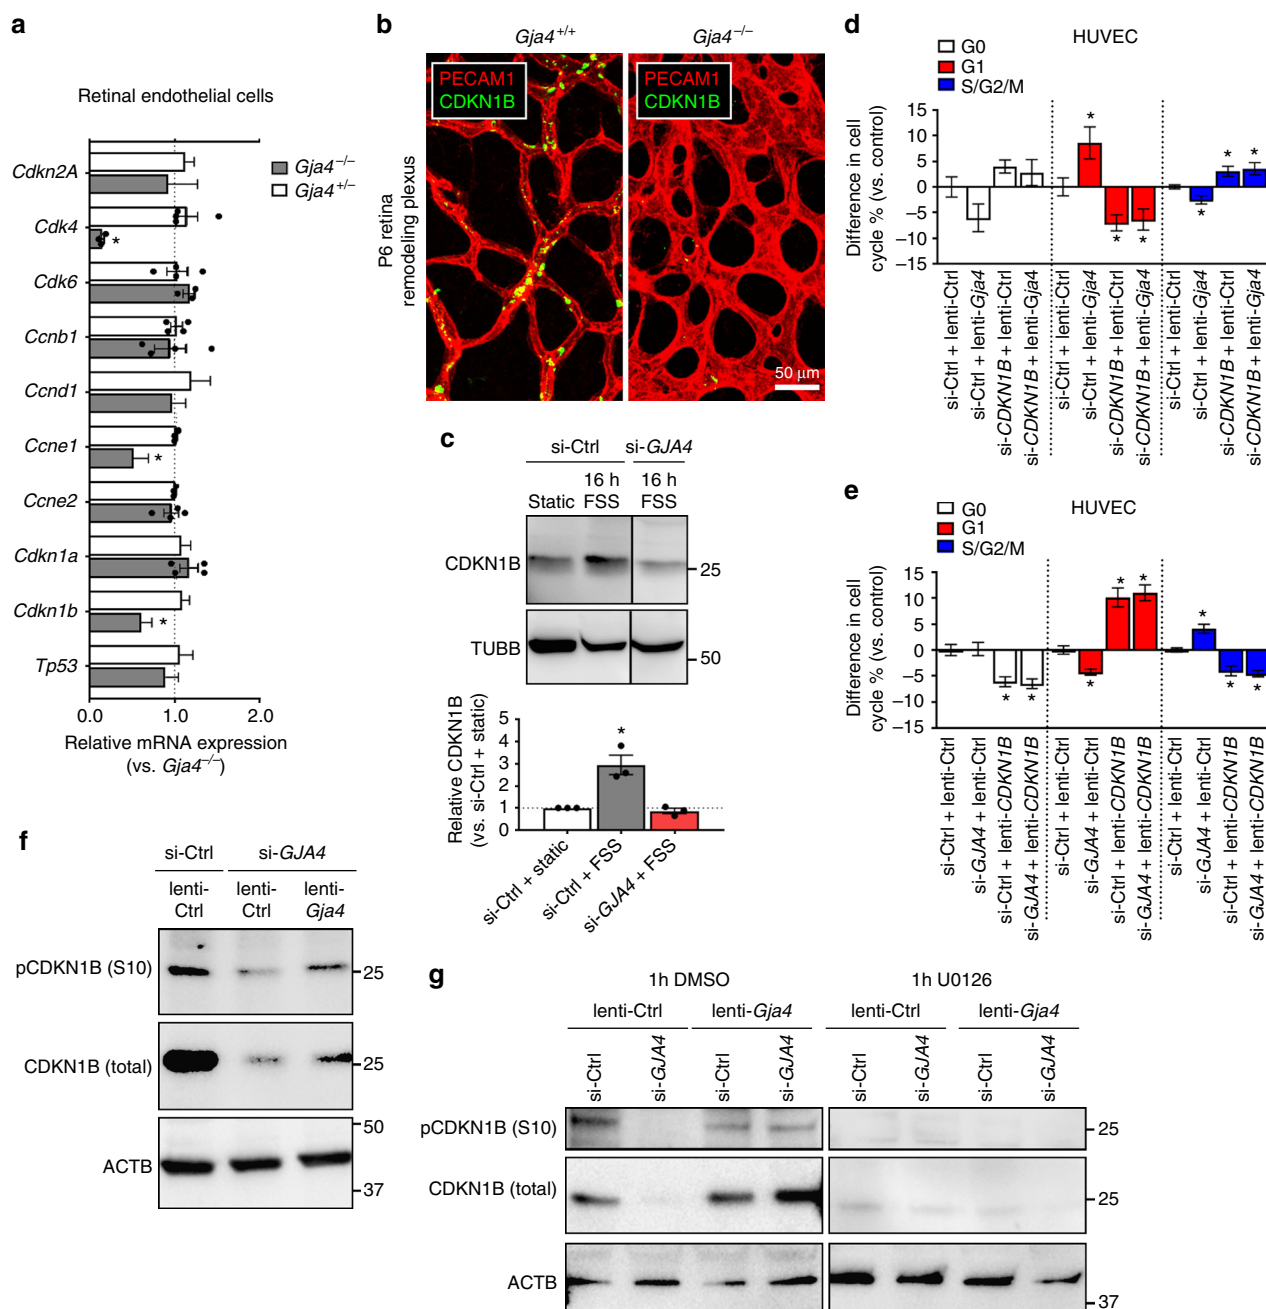 a
Retinal endothelial cells
Gja4−/−
Gja4+/−
Cdkn2A
Cdk4
*
Cdk6
Ccnb1
Ccnd1
Ccne1
*
Ccne2
Cdkn1a
Cdkn1b
*
Tp53
0.0 1.0 2.0
Relative mRNA expression
(vs. Gja4−/−)
b
Gja4+/+ Gja4−/−
PECAM1
CDKN1B
PECAM1
CDKN1B
P6 retina
remodeling plexus
50 μm
c
si-Ctrl si-GJA4
Static 16 h FSS 16 h FSS
CDKN1B
25
TUBB
50
Relative CDKN1B
(vs. si-Ctrl + static)
5
4
3
2
1
0
*
si-Ctrl + static
si-Ctrl + FSS
si-GJA4 + FSS
d
HUVEC
G0
G1
S/G2/M
Difference in cell
cycle % (vs. control)
15
10
5
0
−5
−10
−15
* * * * * *
si-Ctrl + lenti-Ctrl
si-Ctrl + lenti-Gja4
si-CDKN1B + lenti-Ctrl
si-CDKN1B + lenti-Gja4
si-Ctrl + lenti-Ctrl
si-Ctrl + lenti-Gja4
si-CDKN1B + lenti-Ctrl
si-CDKN1B + lenti-Gja4
si-Ctrl + lenti-Ctrl
si-Ctrl + lenti-Gja4
si-CDKN1B + lenti-Ctrl
si-CDKN1B + lenti-Gja4
e
HUVEC
G0
G1
S/G2/M
Difference in cell
cycle % (vs. control)
15
10
5
0
−5
−10
−15
* * * * * * * *
si-Ctrl + lenti-Ctrl
si-GJA4 + lenti-Ctrl
si-Ctrl + lenti-CDKN1B
si-GJA4 + lenti-CDKN1B
si-Ctrl + lenti-Ctrl
si-GJA4 + lenti-Ctrl
si-Ctrl + lenti-CDKN1B
si-GJA4 + lenti-CDKN1B
si-Ctrl + lenti-Ctrl
si-GJA4 + lenti-Ctrl
si-Ctrl + lenti-CDKN1B
si-GJA4 + lenti-CDKN1B
f
si-Ctrl si-GJA4
lenti-Ctrl lenti-Ctrl lenti-Gja4
pCDKN1B (S10)
25
CDKN1B (total)
25
50
ACTB
37
g
1h DMSO 1h U0126
lenti-Ctrl lenti-Gja4 lenti-Ctrl lenti-Gja4
si-Ctrl si-GJA4 si-Ctrl si-GJA4 si-Ctrl si-GJA4 si-Ctrl si-GJA4
pCDKN1B (S10)
25
CDKN1B (total)
25
ACTB
37